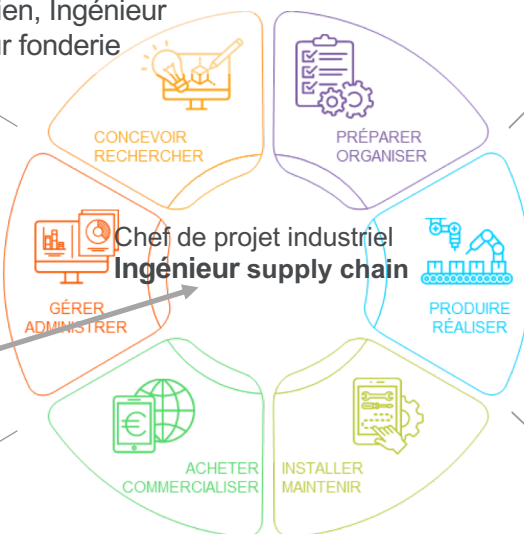 Ingénieur
fonderie
CONCEVOIR
RECHERCHER
PRÉPARER
ORGANISER
Chef de projet industriel
Ingénieur supply chain
GÉRER
ADMINISTRER
PRODUIRE
RÉALISER
ACHETER
COMMERCIALISER
INSTALLER
MAINTENIR